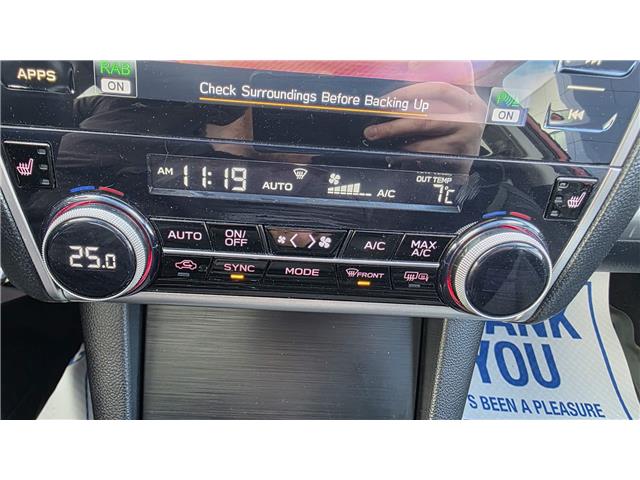 APPS
RAB
ON
Check Surroundings Before Backing Up
ON
AM 11:19 AUTO A/C OUT TEMP 7°C
AUTO ON/OFF A/C MAX A/C
25.0
SYNC MODE FRONT
YOU
'S BEEN A PLEASURE